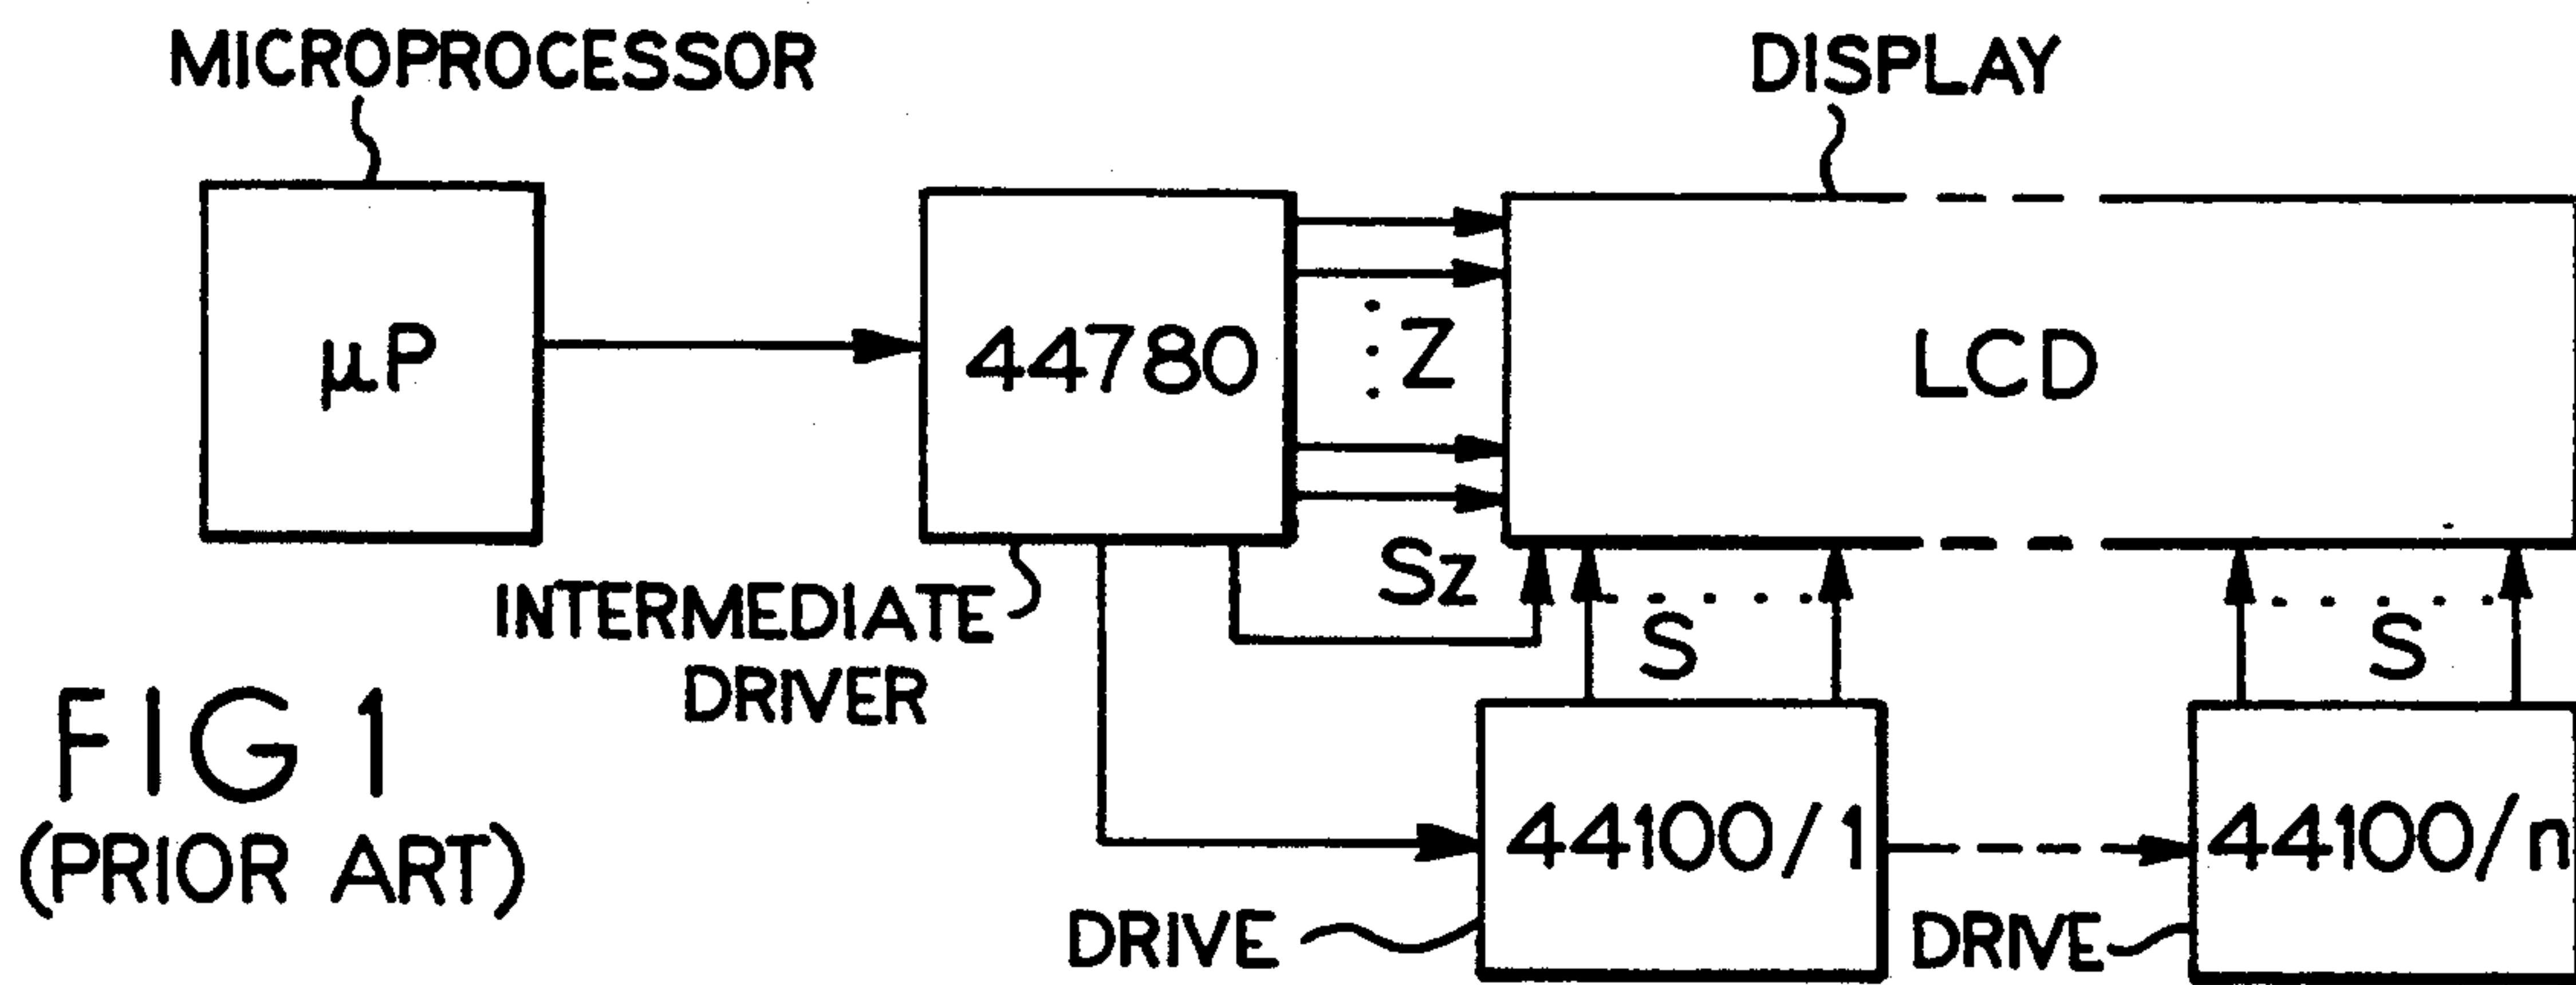 MICROPROCESSOR
DISPLAY
µP
44780
Z
LCD
Sz
INTERMEDIATE
DRIVER
S
S
FIG 1
(PRIOR ART)
44100/1
44100/n
DRIVE
DRIVE